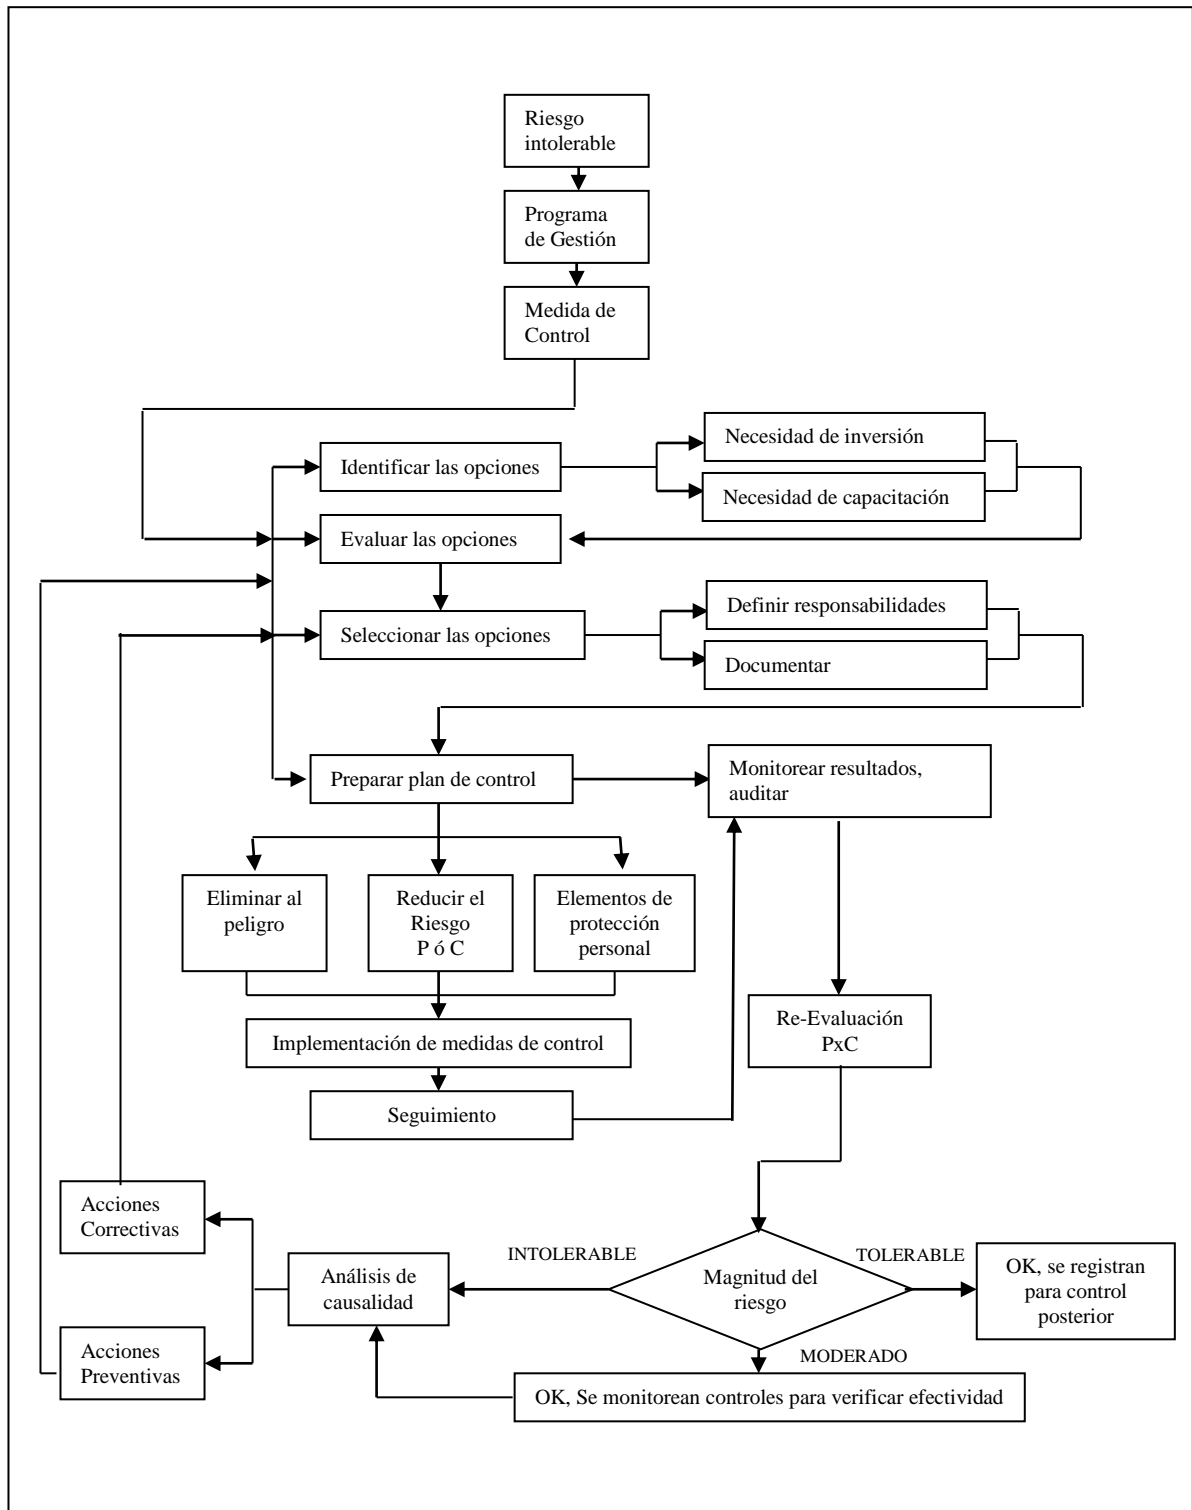 Riesgo
intolerable
Programa
de Gestión
Medida de
Control
Identificar las opciones
Necesidad de inversión
Necesidad de capacitación
Evaluar las opciones
Seleccionar las opciones
Definir responsabilidades
Documentar
Preparar plan de control
Monitorear resultados,
auditar
Eliminar al
peligro
Reducir el
Riesgo
P ó C
Elementos de
protección
personal
Implementación de medidas de control
Seguimiento
Re-Evaluación
PxC
Magnitud del
riesgo
INTOLERABLE
TOLERABLE
MODERADO
OK, se registran
para control
posterior
OK, Se monitorean controles para verificar efectividad
Análisis de
causalidad
Acciones
Correctivas
Acciones
Preventivas